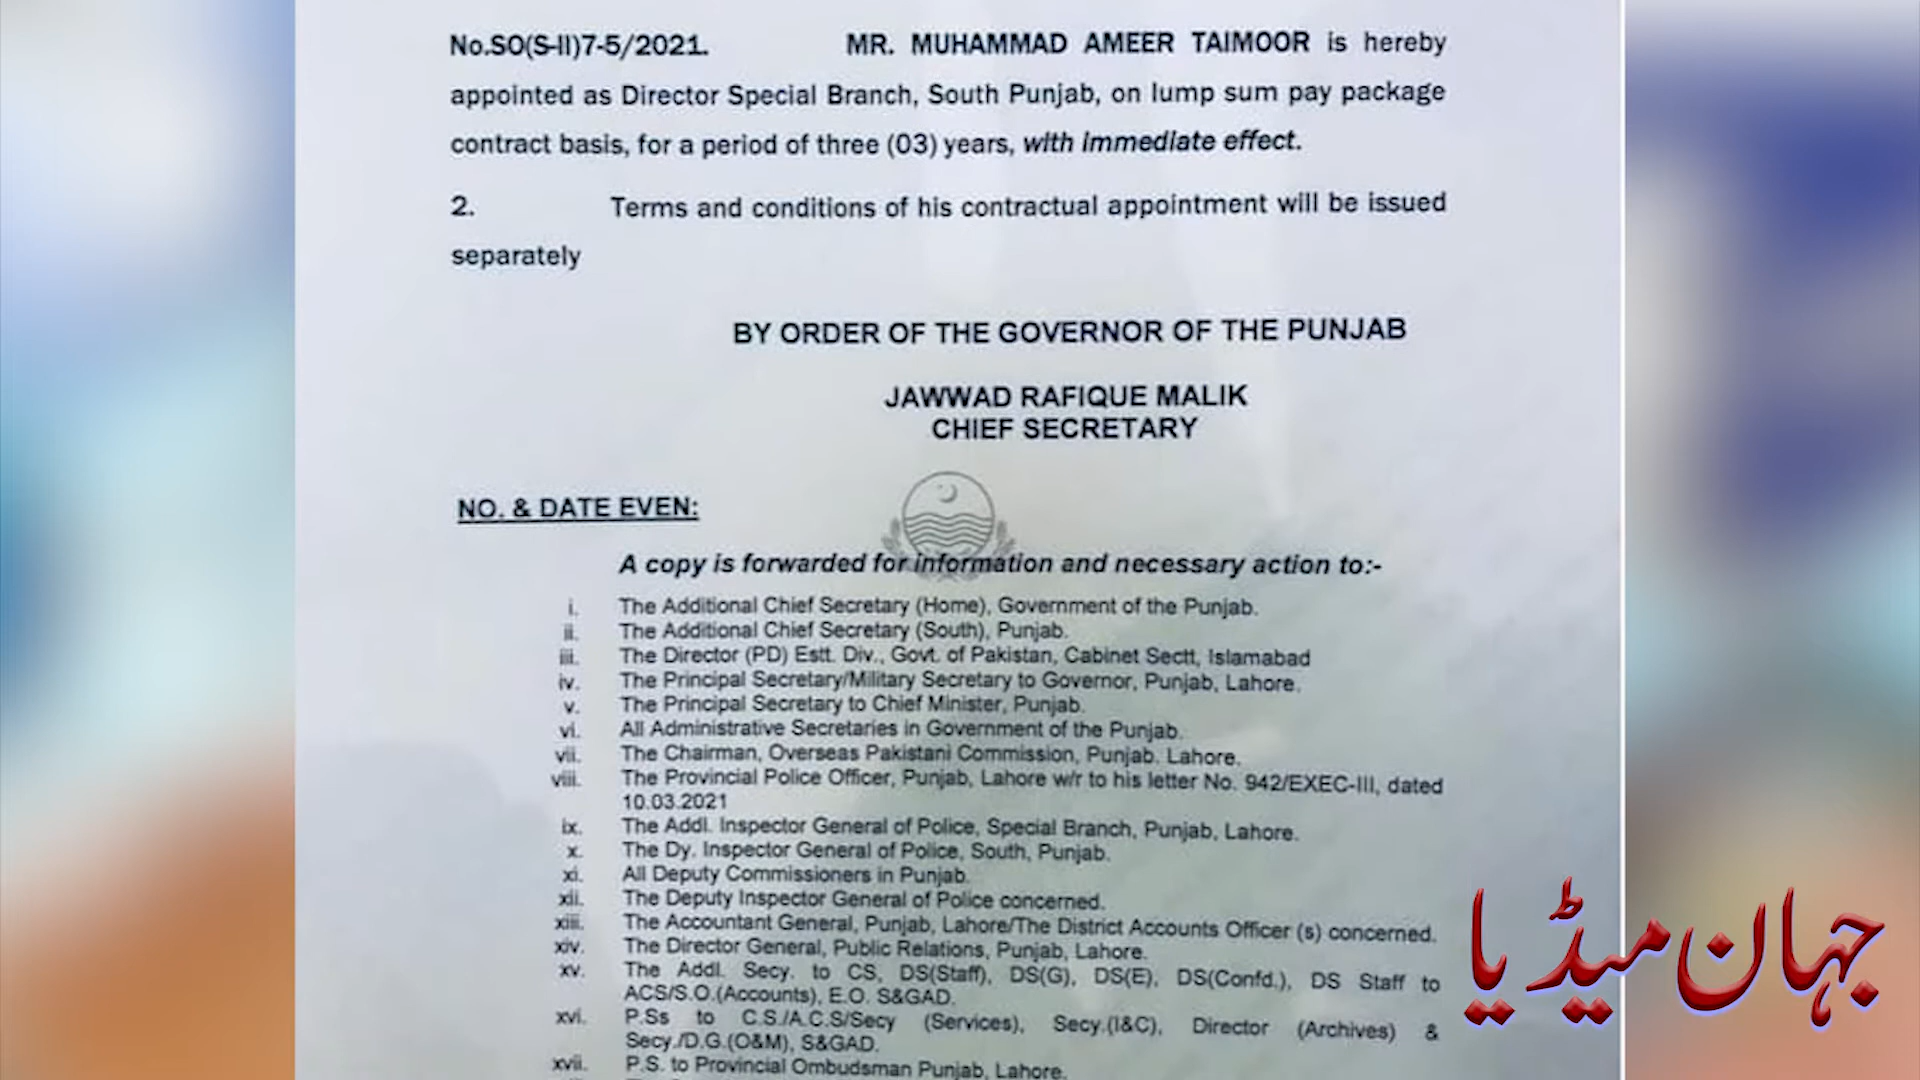 No.SO(S-II)7-5/2021. MR. MUHAMMAD AMEER TAIMOOR is hereby
appointed as Director Special Branch, South Punjab, on lump sum pay package
contract basis, for a period of three (03) years, with immediate effect.
2. Terms and conditions of his contractual appointment will be issued
separately
BY ORDER OF THE GOVERNOR OF THE PUNJAB
JAWWAD RAFIQUE MALIK
CHIEF SECRETARY
NO. & DATE EVEN:
A copy is forwarded for information and necessary action to:-
i. The Additional Chief Secretary (Home), Government of the Punjab.
ii. The Additional Chief Secretary (South), Punjab.
iii. The Director (PD) Estt. Div., Govt. of Pakistan, Cabinet Sectt, Islamabad
iv. The Principal Secretary/Military Secretary to Governor, Punjab, Lahore.
v. The Principal Secretary to Chief Minister, Punjab.
vi. All Administrative Secretaries in Government of the Punjab.
vii. The Chairman, Overseas Pakistani Commission, Punjab, Lahore.
viii. The Provincial Police Officer, Punjab, Lahore w/r to his letter No. 942/EXEC-III, dated
10.03.2021
ix. The Addl. Inspector General of Police, Special Branch, Punjab, Lahore.
x. The Dy. Inspector General of Police, South, Punjab.
xi. All Deputy Commissioners in Punjab.
xii. The Deputy Inspector General of Police concerned.
xiii. The Accountant General, Punjab, Lahore/The District Accounts Officer (s) concerned.
xiv. The Director General, Public Relations, Punjab, Lahore.
xv. The Addl. Secy. to CS, DS(Staff), DS(G), DS(E), DS(Confd.), DS Staff to
ACS/S.O.(Accounts), E.O. S&GAD.
xvi. P.Ss to C.S./A.C.S/Secy (Services), Secy.(I&C), Director (Archives) &
Secy./D.G.(O&M), S&GAD.
xvii. P.S. to Provincial Ombudsman Punjab, Lahore.
جہان میڈیا